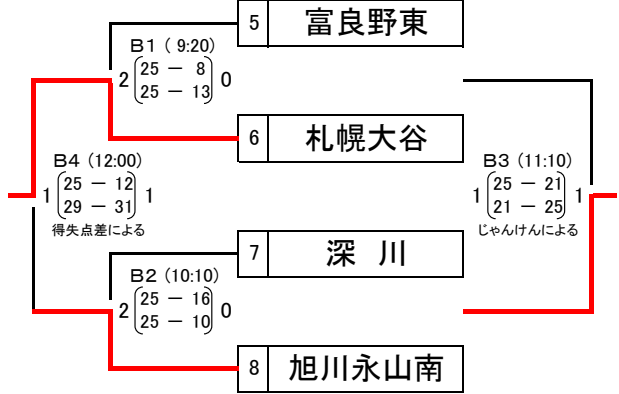 5 富良野東
B1 ( 9:20)
2 25 － 8 0
25 － 13
6 札幌大谷
B4 (12:00)
1 25 － 12 1
29 － 31
得失点差による
B3 (11:10)
1 25 － 21 1
21 － 25
じゃんけんによる
7 深 川
B2 (10:10)
2 25 － 16 0
25 － 10
8 旭川永山南